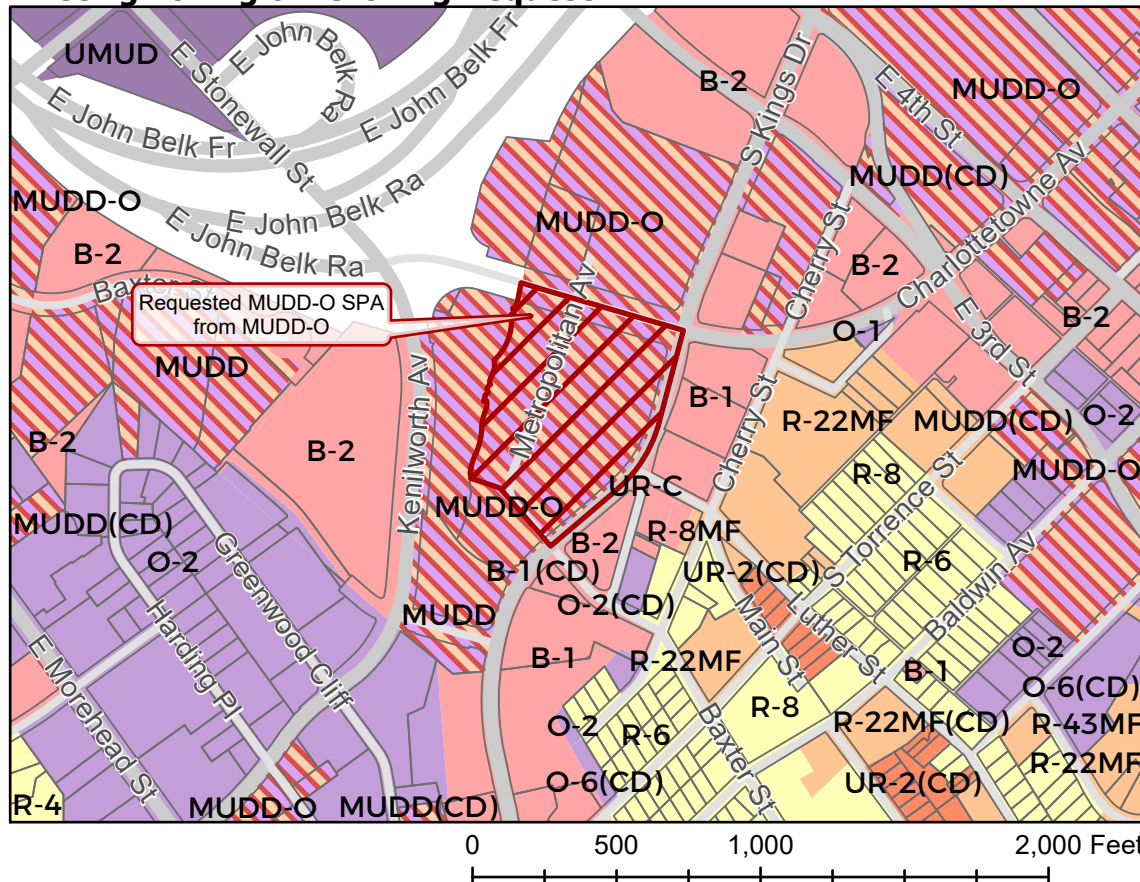 UMUD
E Stonewall St
E John Belk Ra
E John Belk Fr
E John Belk Fr
B-2
S Kings Dr
E 4th St
MUDD-O
MUDD-O
E John Belk Ra
E John Belk Ra
MUDD-O
MUDD(CD)
B-2
Cherry St
B-2
Charlottetowne Av
Requested MUDD-O SPA
from MUDD-O
MUDD
Metropolitan Av
O-1
E 3rd St
B-2
Kenilworth Av
B-1
Cherry St
R-22MF
MUDD(CD)
O-2
B-2
B-2
R-8
MUDD-O
UR-C
MUDD-O
MUDD(CD)
O-2
Greenwood Cliff
B-2
R-8MF
S Torrence St
R-6
Baldwin Av
B-1(CD)
UR-2(CD)
O-2(CD)
MUDD
Main St
Luther St
Harding Pl
B-1
R-22MF
B-1
O-2
O-6(CD)
E Morehead St
O-2
R-6
Baxter St
R-8
R-22MF(CD)
R-43MF
R-22MF
O-6(CD)
UR-2(CD)
R-4
MUDD-O
MUDD(CD)
0 500 1,000 2,000 Feet